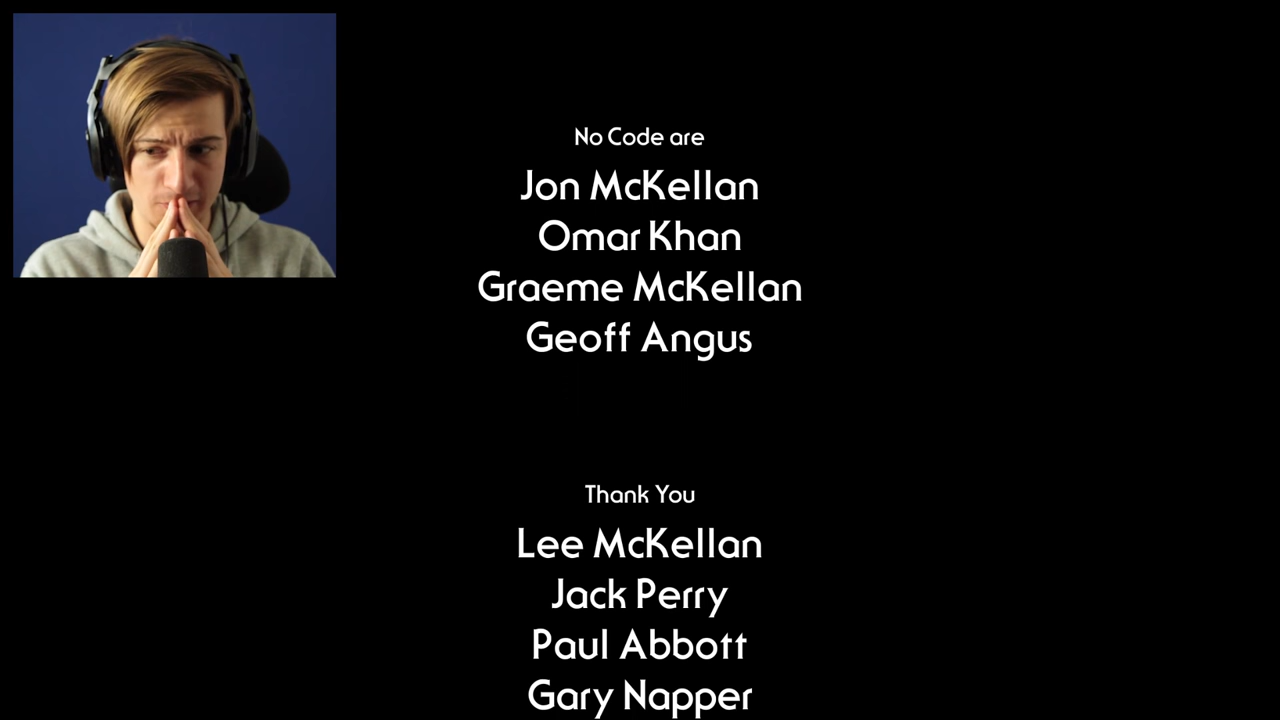 No Code are
Jon McKellan
Omar Khan
Graeme McKellan
Geoff Angus
Thank You
Lee McKellan
Jack Perry
Paul Abbott
Gary Napper